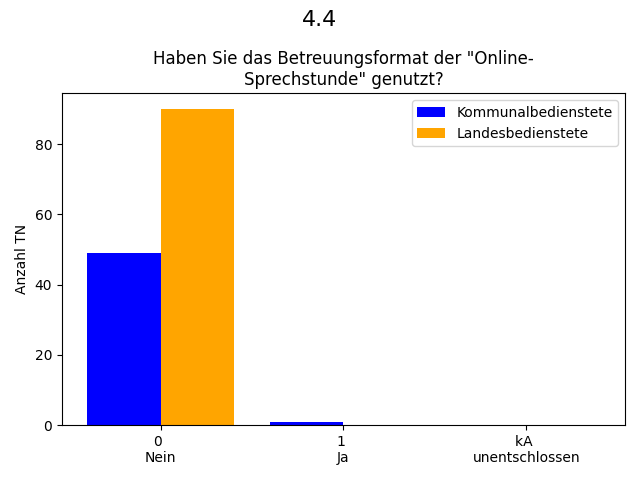 4.4
Haben Sie das Betreuungsformat der "Online-
Sprechstunde" genutzt?
Kommunalbedienstete
Landesbedienstete
Anzahl TN
80
60
40
20
0
0
Nein
1
Ja
kA
unentschlossen